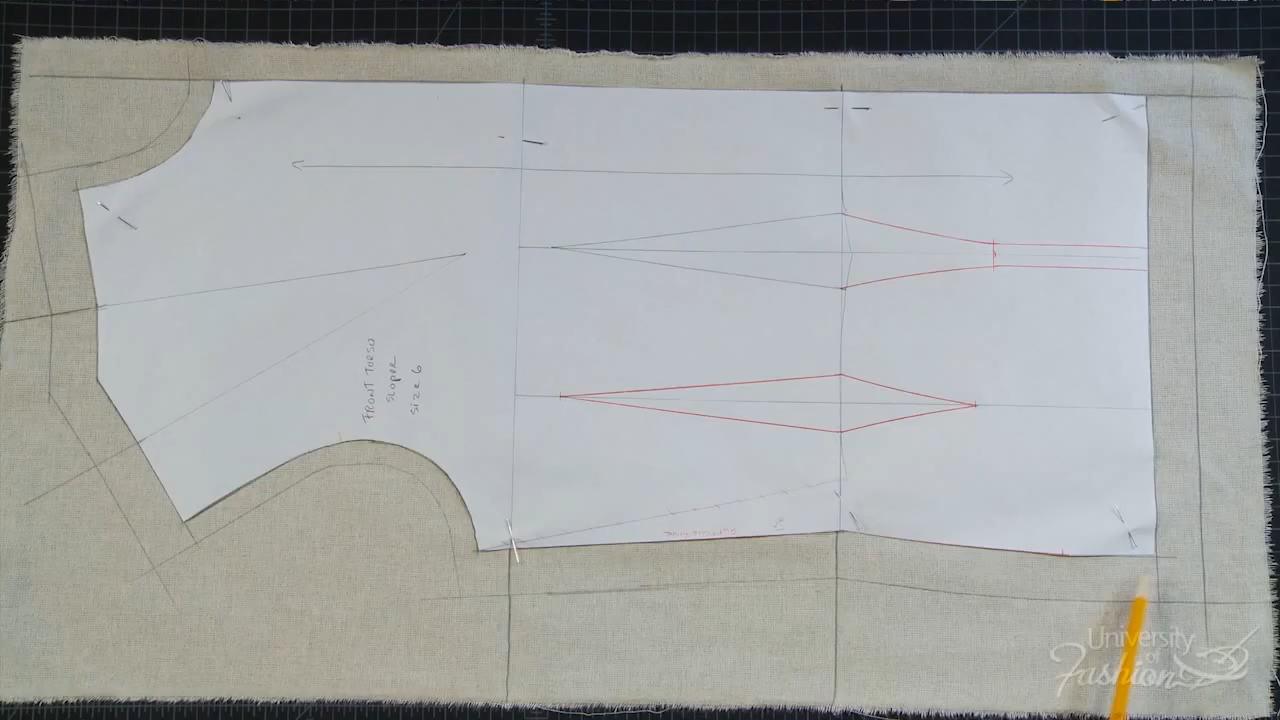 FRONT TORSO
SLOPER
SIZE 6
University
of
Fashion